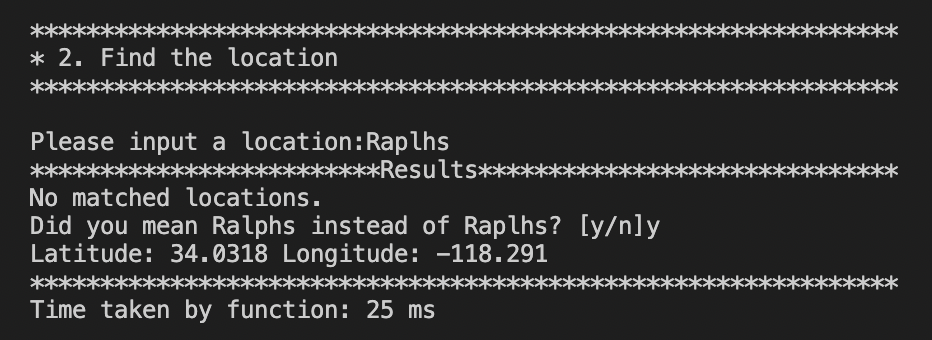 **************************************************************
* 2. Find the location
**************************************************************
Please input a location:Raplhs
*************************Results******************************
No matched locations.
Did you mean Ralphs instead of Raplhs? [y/n]y
Latitude: 34.0318 Longitude: -118.291
**************************************************************
Time taken by function: 25 ms